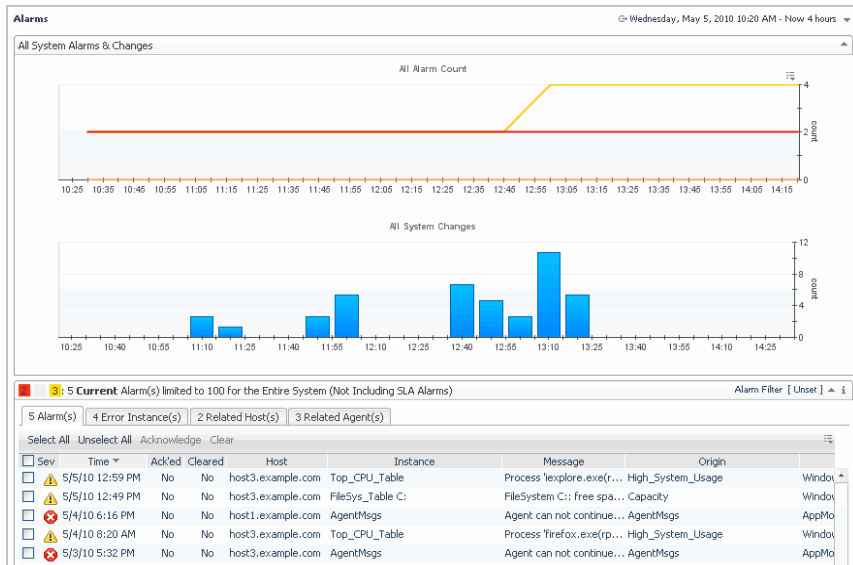 Alarms
Wednesday, May 5, 2010 10:20 AM - Now 4 hours
All System Alarms & Changes
All Alarm Count
4
2
0
count
10:25 10:35 10:45 10:55 11:05 11:15 11:25 11:35 11:45 11:55 12:05 12:15 12:25 12:35 12:45 12:55 13:05 13:15 13:25 13:35 13:45 13:55 14:05 14:15
All System Changes
12
8
4
0
count
10:25 10:40 10:55 11:10 11:25 11:40 11:55 12:10 12:25 12:40 12:55 13:10 13:25 13:40 13:55 14:10 14:25
2 3 : 5 Current Alarm(s) limited to 100 for the Entire System (Not Including SLA Alarms) Alarm Filter [ Unset ] i
5 Alarm(s) 4 Error Instance(s) 2 Related Host(s) 3 Related Agent(s)
Select All Unselect All Acknowledge Clear
Sev Time Ack'ed Cleared Host Instance Message Origin
5/5/10 12:59 PM No No host3.example.com Top_CPU_Table Process 'iexplore.exe(r... High_System_Usage Window
5/5/10 12:49 PM No No host3.example.com FileSys_Table C: FileSystem C:: free spa... Capacity Window
5/4/10 6:16 PM No No host1.example.com AgentMsgs Agent can not continue... AgentMsgs AppMo
5/4/10 8:20 AM No No host3.example.com Top_CPU_Table Process 'firefox.exe(rp... High_System_Usage Window
5/3/10 5:32 PM No No host3.example.com AgentMsgs Agent can not continue... AgentMsgs AppMo